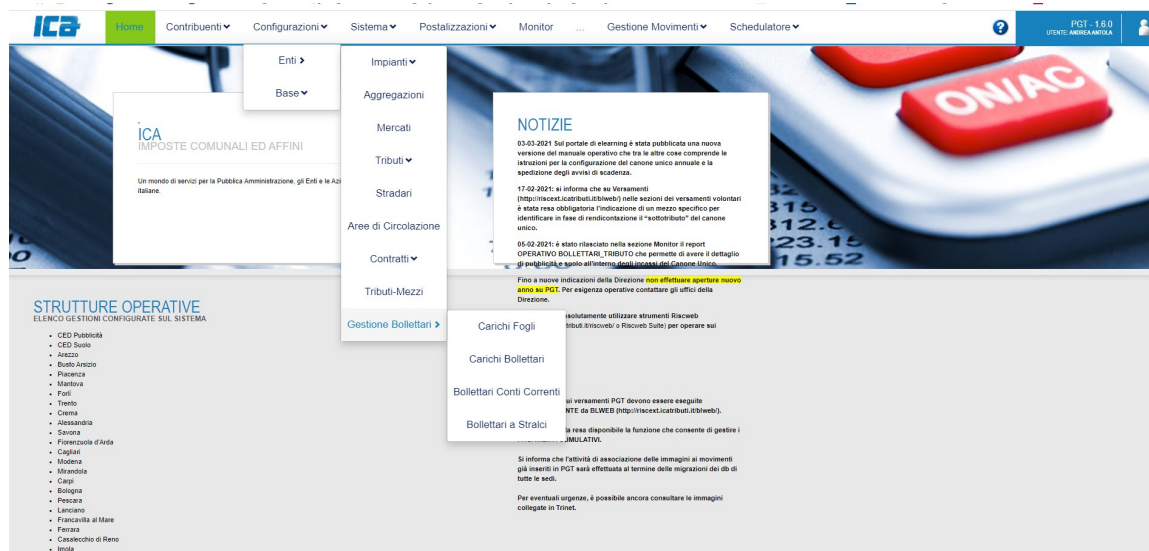 ICA
Home
Contribuenti
Configurazioni
Sistema
Postalizzazioni
Monitor
...
Gestione Movimenti
Schedulatore
?
PGT - 1.6.0
UTENTE: ANDREA ANTOLA
Enti
Base
Impianti
Aggregazioni
Mercati
Tributi
Stradari
Aree di Circolazione
Contratti
Tributi-Mezzi
Gestione Bollettari
Carichi Fogli
Carichi Bollettari
Bollettari Conti Correnti
Bollettari a Stralci
ICA
IMPOSTE COMUNALI ED AFFINI
Un mondo di servizi per la Pubblica Amministrazione, gli Enti e le Azi
italiane.
NOTIZIE
03-03-2021 Sul portale di elearning è stata pubblicata una nuova
versione del manuale operativo che tra le altre cose comprende le
istruzioni per la configurazione del canone unico annuale e la
spedizione degli avvisi di scadenza.
17-02-2021: si informa che su Versamenti
(http://riscext.icatributi.it/blweb/) nelle sezioni dei versamenti volontari
è stata resa obbligatoria l'indicazione di un mezzo specifico per
identificare in fase di rendicontazione il "sottotributo" del canone
unico.
05-02-2021: è stato rilasciato nella sezione Monitor il report
OPERATIVO BOLLETTARI_TRIBUTO che permette di avere il dettaglio
di pubblicità e suolo all'interno degli incassi del Canone Unico.
Fino a nuove indicazioni della Direzione non effettuare aperture nuovo
anno su PGT. Per esigenza operative contattare gli uffici della
Direzione.
solutamente utilizzare strumenti Riscweb
tributi.it/riscweb/ o Riscweb Suite) per operare sui
ui versamenti PGT devono essere eseguite
NTE da BLWEB (http://riscext.icatributi.it/blweb/).
ta resa disponibile la funzione che consente di gestire i
UMULATIVI.
Si informa che l'attività di associazione delle immagini ai movimenti
già inseriti in PGT sarà effettuata al termine delle migrazioni dei db di
tutte le sedi.
Per eventuali urgenze, è possibile ancora consultare le immagini
collegate in Trinet.
ON/AC
315
312.6
223.15
15.52
STRUTTURE OPERATIVE
ELENCO GESTIONI CONFIGURATE SUL SISTEMA
CED Pubblicità
CED Suolo
Arezzo
Busto Arsizio
Piacenza
Mantova
Forlì
Trento
Crema
Alessandria
Savona
Fiorenzuola d'Arda
Cagliari
Modena
Mirandola
Carpi
Bologna
Pescara
Lanciano
Francavilla al Mare
Ferrara
Casalecchio di Reno
Imola